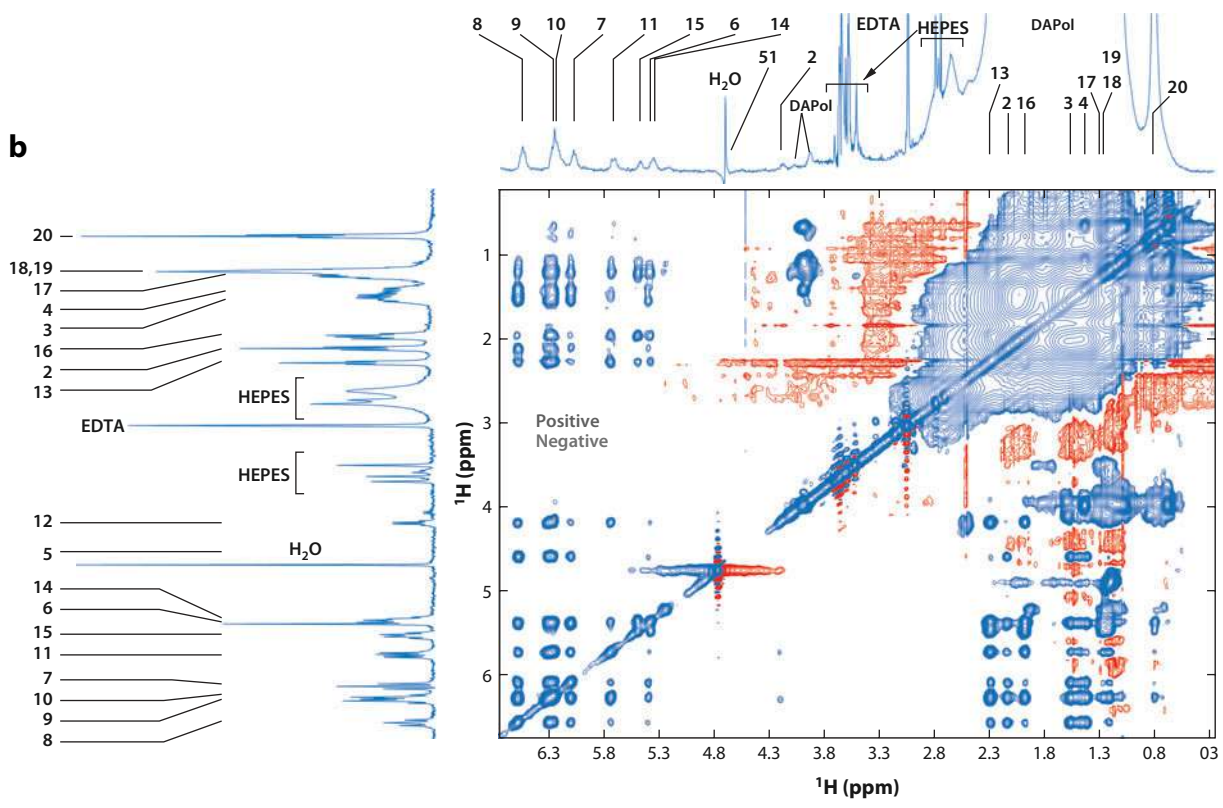 8 9 10 7 11 15 6 14 EDTA HEPES DAPol
51 2 13 19
H₂O 17 18
DAPol 2 16 3 4 20
b
20
18,19
17
4
3
16
2
13
HEPES
EDTA
HEPES
12
5
H₂O
14
6
15
11
7
10
9
8
Positive
Negative
1
2
3
4
5
6
¹H (ppm)
6.3 5.8 5.3 4.8 4.3 3.8 3.3 2.8 2.3 1.8 1.3 0.8 03
¹H (ppm)